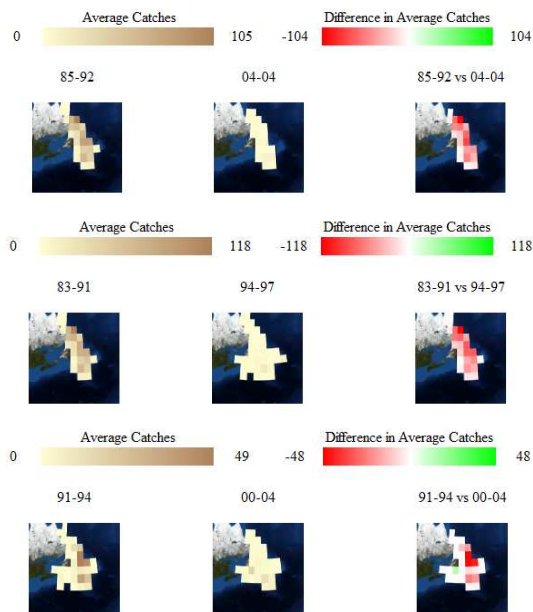 Average Catches Difference in Average Catches
0 105 -104 104
85-92 04-04 85-92 vs 04-04
Average Catches Difference in Average Catches
0 118 -118 118
83-91 94-97 83-91 vs 94-97
Average Catches Difference in Average Catches
0 49 -48 48
91-94 00-04 91-94 vs 00-04